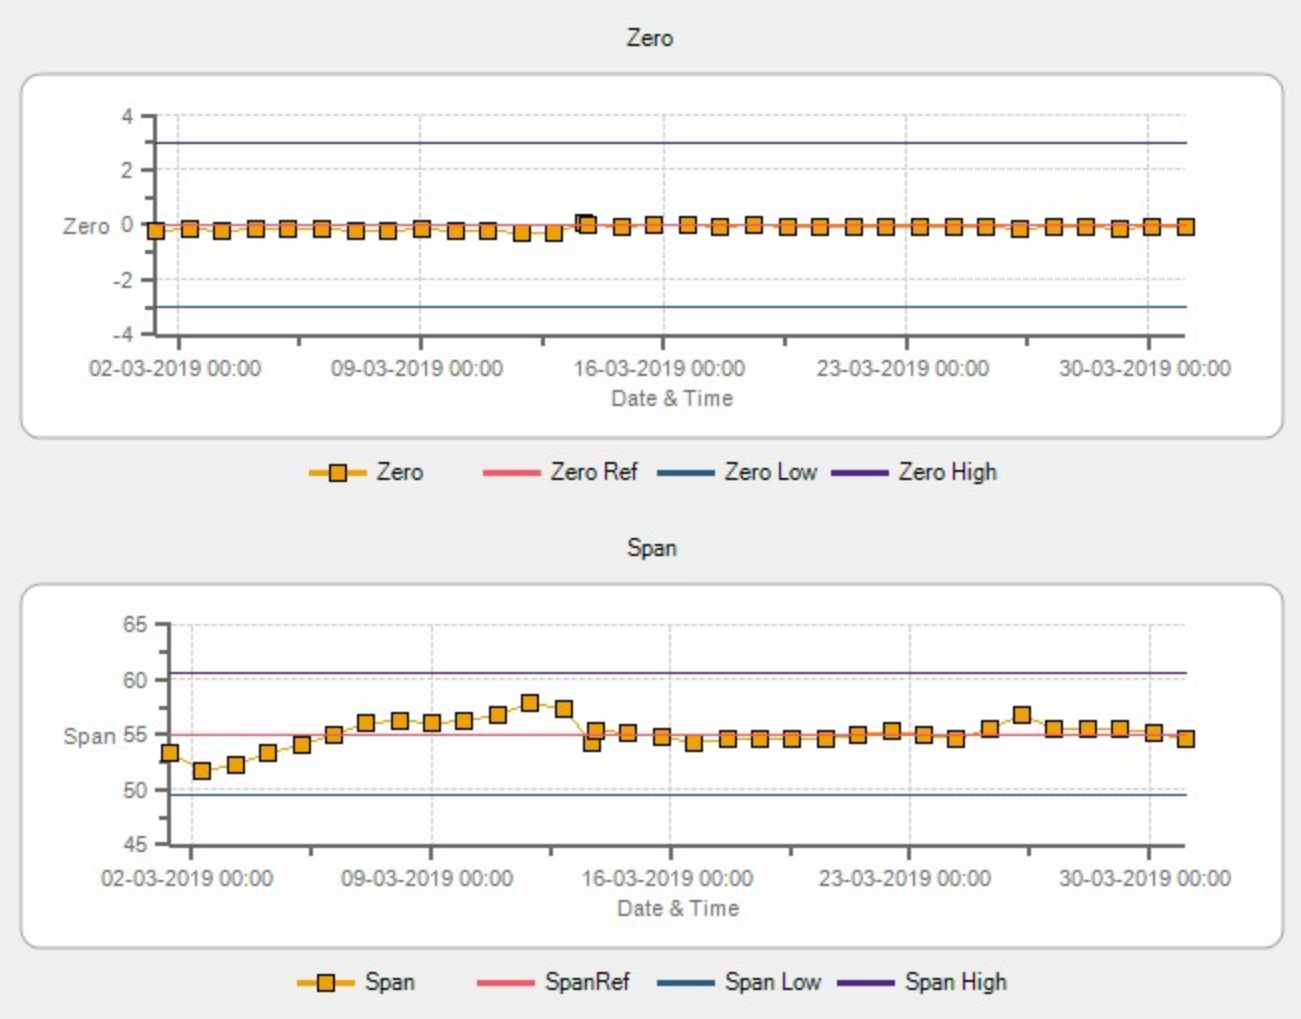 Zero
4
2
Zero 0
-2
-4
02-03-2019 00:00 09-03-2019 00:00 16-03-2019 00:00 23-03-2019 00:00 30-03-2019 00:00
Date & Time
Zero Zero Ref Zero Low Zero High
Span
65
60
Span 55
50
45
02-03-2019 00:00 09-03-2019 00:00 16-03-2019 00:00 23-03-2019 00:00 30-03-2019 00:00
Date & Time
Span SpanRef Span Low Span High